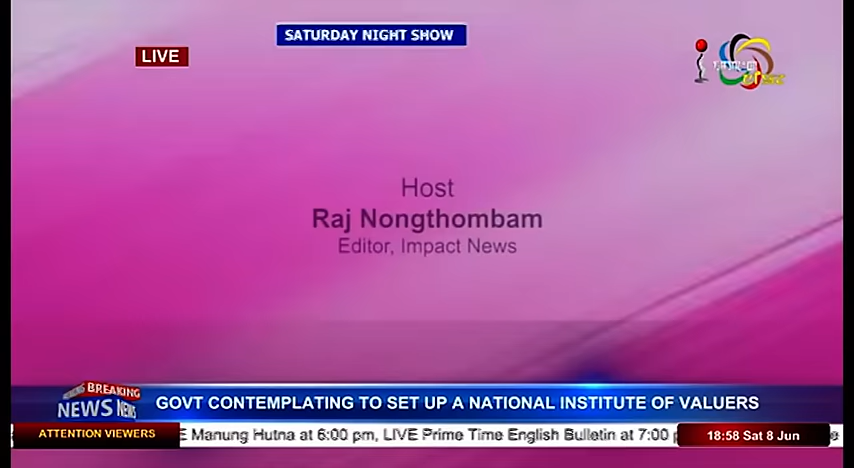 SATURDAY NIGHT SHOW
LIVE
Host
Raj Nongthombam
Editor, Impact News
BREAKING
NEWS NEWS
GOVT CONTEMPLATING TO SET UP A NATIONAL INSTITUTE OF VALUERS
ATTENTION VIEWERS
E Manung Hutna at 6:00 pm, LIVE Prime Time English Bulletin at 7:00 p
18:58 Sat 8 Jun
e